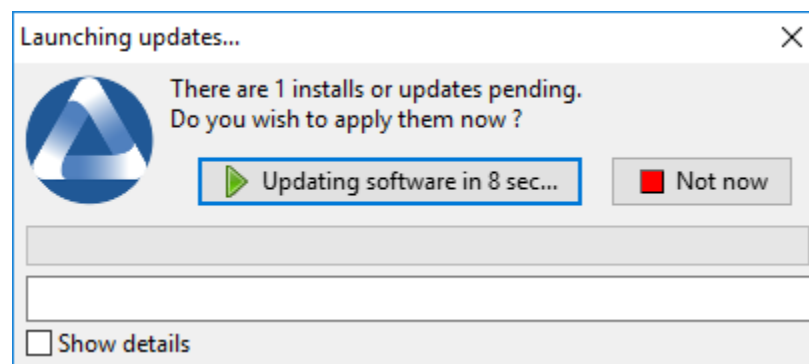 Launching updates...
There are 1 installs or updates pending.
Do you wish to apply them now ?
Updating software in 8 sec...
Not now
Show details